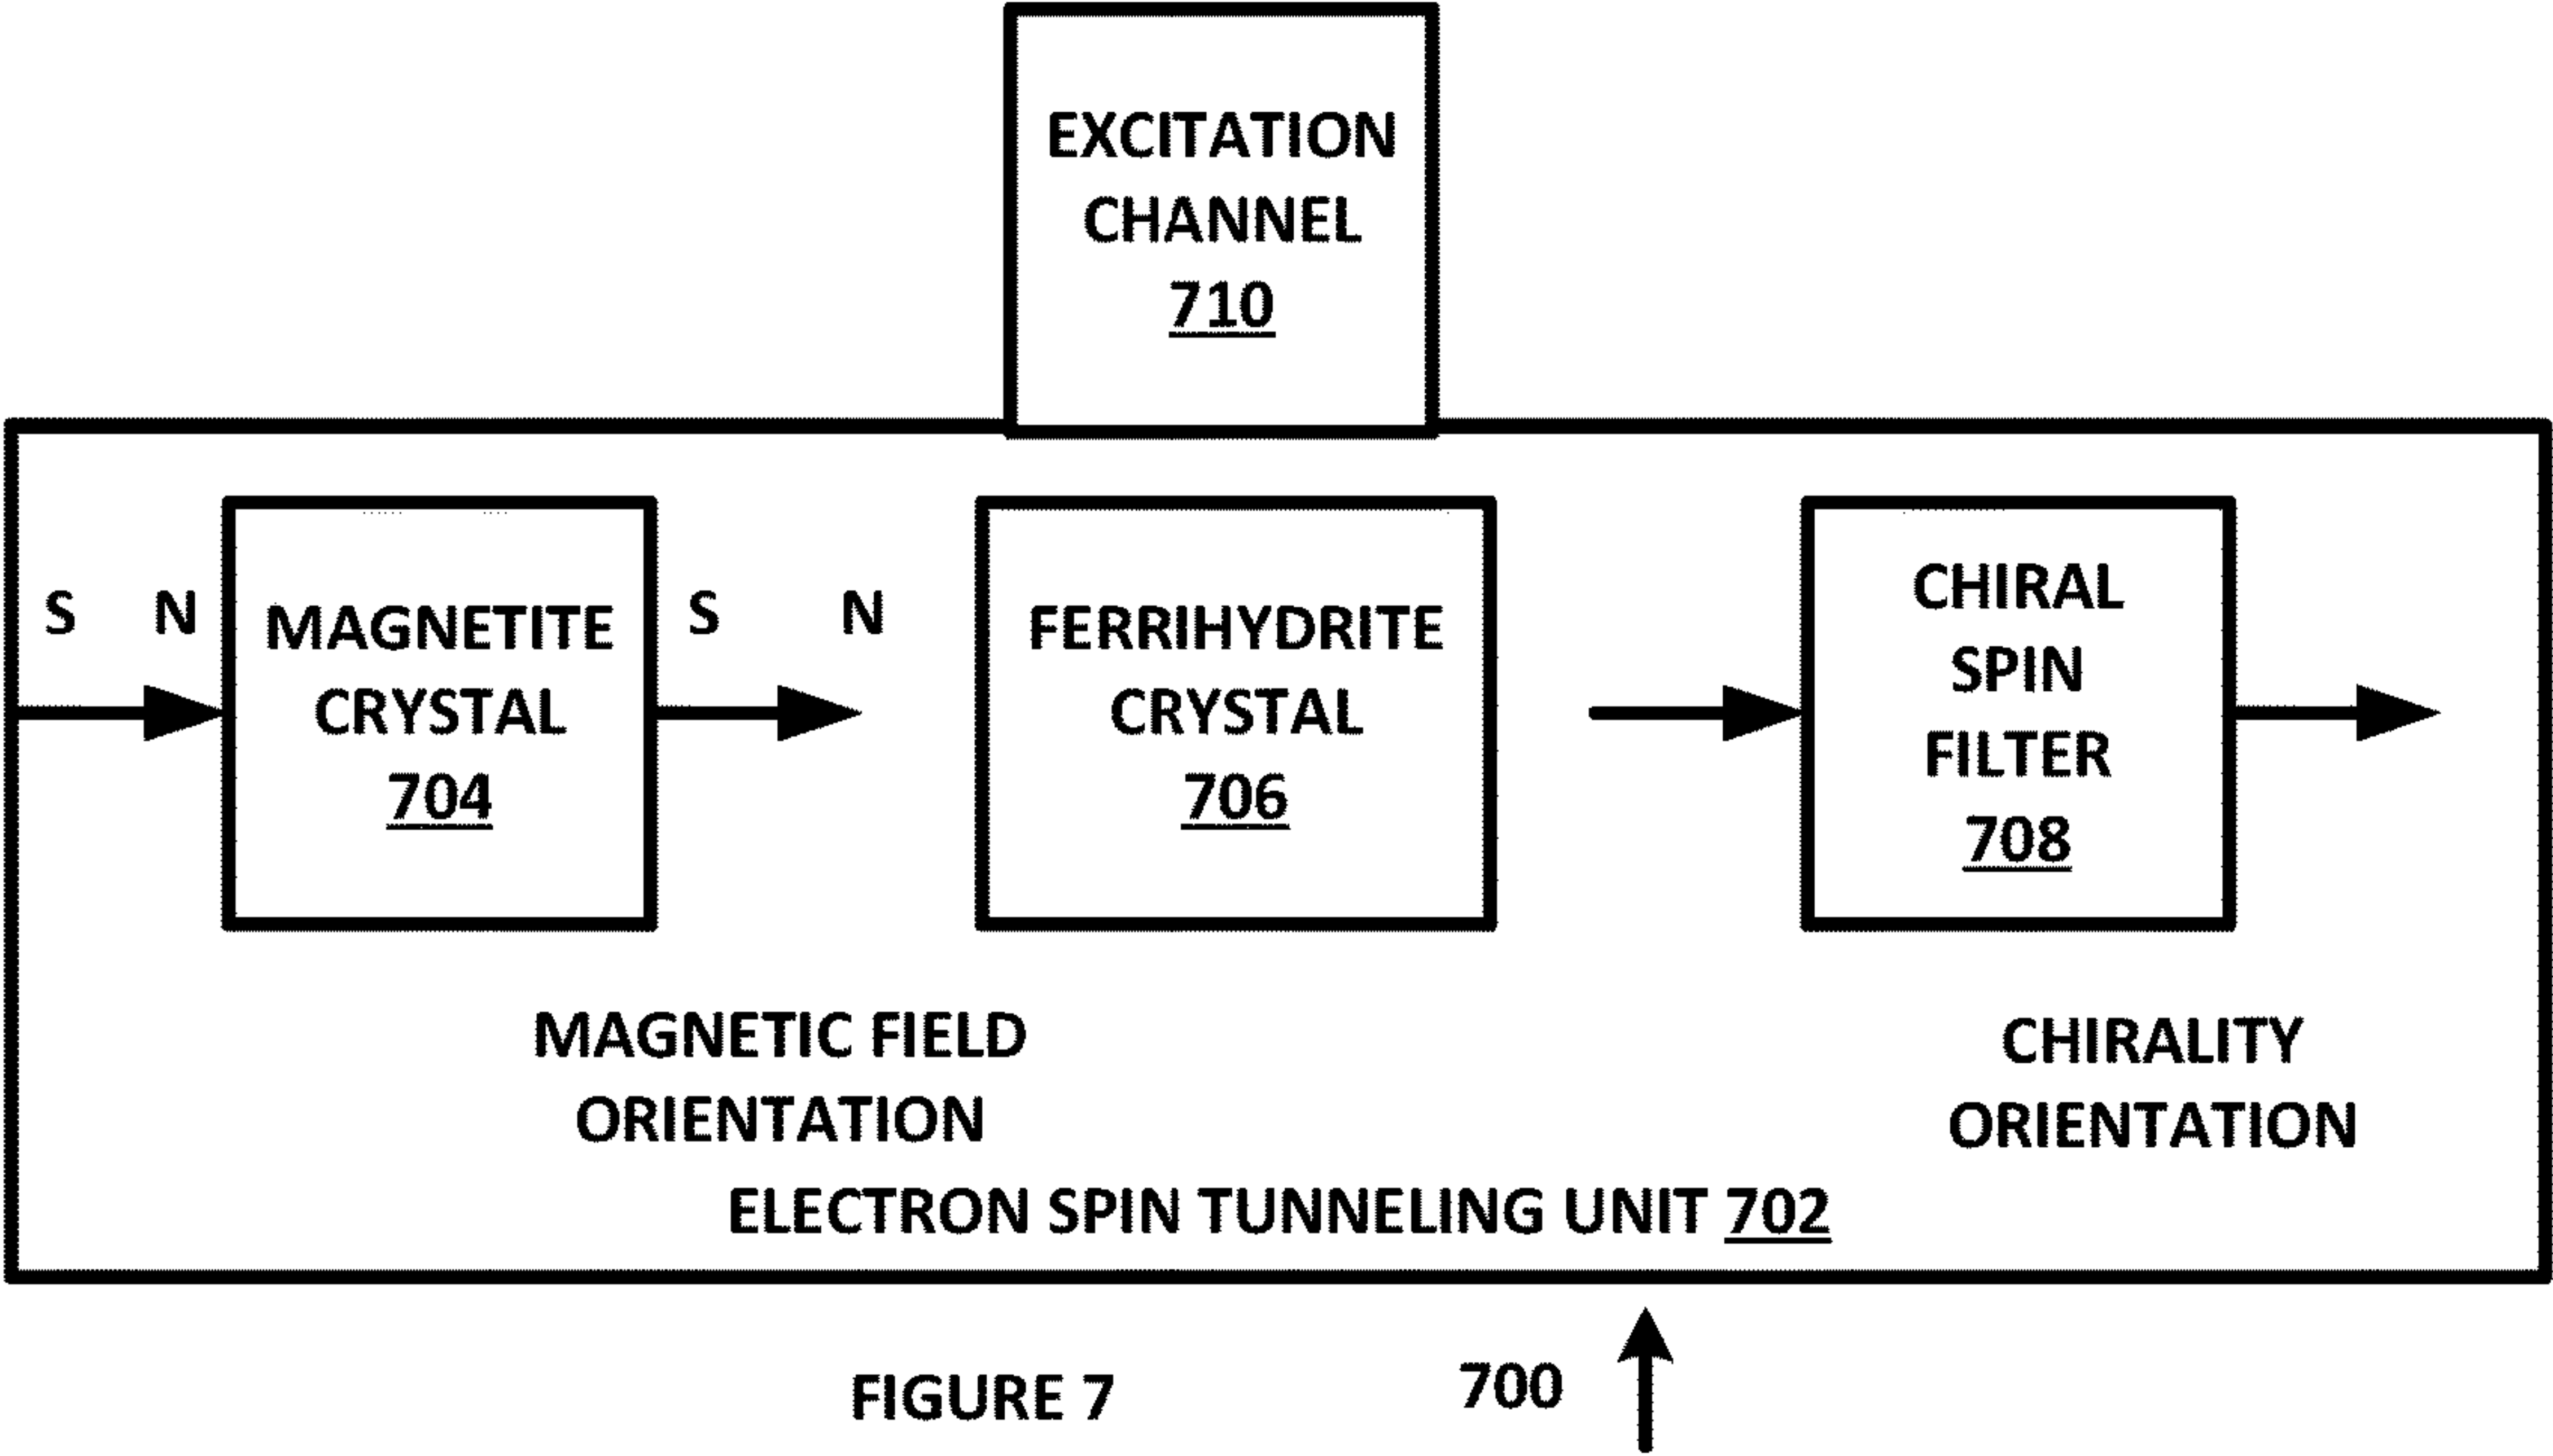 EXCITATION
CHANNEL
710
S N
MAGNETITE
CRYSTAL
704
S N
FERRIHYDRITE
CRYSTAL
706
CHIRAL
SPIN
FILTER
708
MAGNETIC FIELD
ORIENTATION
CHIRALITY
ORIENTATION
ELECTRON SPIN TUNNELING UNIT 702
FIGURE 7
700